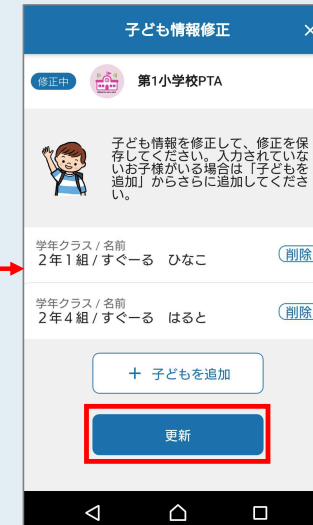 子ども情報修正 ×
修正中 第1小学校PTA
子ども情報を修正して、修正を保
存してください。入力されていな
いお子様がいる場合は「子どもを
追加」からさらに追加してくださ
い。
学年クラス / 名前
2年1組 / すぐーる ひなこ
削除
学年クラス / 名前
2年4組 / すぐーる はると
削除
+ 子どもを追加
更新